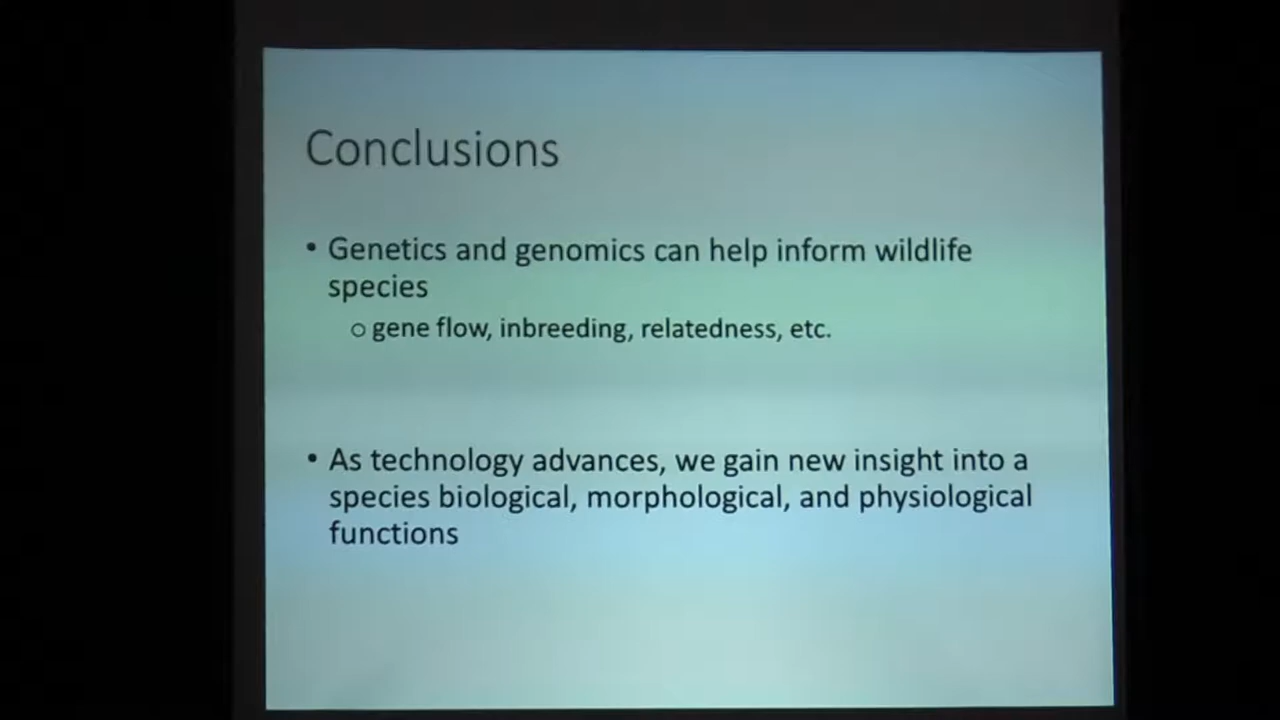 Conclusions
• Genetics and genomics can help inform wildlife
species
o gene flow, inbreeding, relatedness, etc.
• As technology advances, we gain new insight into a
species biological, morphological, and physiological
functions